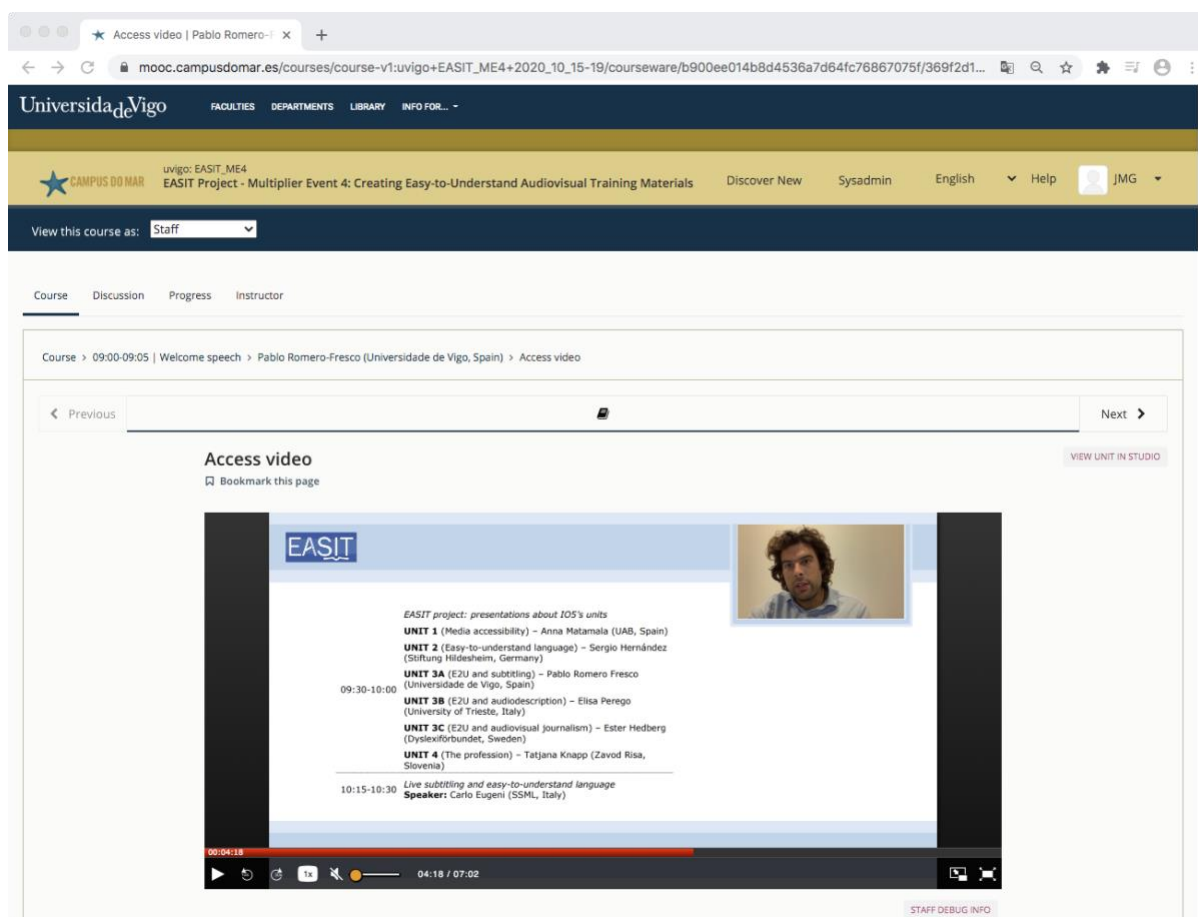 Access video | Pablo Romero-F
mooc.campusdomar.es/courses/course-v1:uvigo+EASIT_ME4+2020_10_15-19/courseware/b900ee014b8d4536a7d64fc76867075f/369f2d1...
UniversidadeVigo FACULTIES DEPARTMENTS LIBRARY INFO FOR...
CAMPUS DO MAR
uvigo: EASIT_ME4
EASIT Project - Multiplier Event 4: Creating Easy-to-Understand Audiovisual Training Materials Discover New Sysadmin English Help JMG
View this course as: Staff
Course Discussion Progress Instructor
Course > 09:00-09:05 | Welcome speech > Pablo Romero-Fresco (Universidade de Vigo, Spain) > Access video
Previous Next
Access video
VIEW UNIT IN STUDIO
Bookmark this page
EASIT
EASIT project: presentations about IO5's units
UNIT 1 (Media accessibility) – Anna Matamala (UAB, Spain)
UNIT 2 (Easy-to-understand language) – Sergio Hernández
(Stiftung Hildesheim, Germany)
UNIT 3A (E2U and subtitling) – Pablo Romero Fresco
09:30-10:00 (Universidade de Vigo, Spain)
UNIT 3B (E2U and audiodescription) – Elisa Perego
(University of Trieste, Italy)
UNIT 3C (E2U and audiovisual journalism) – Ester Hedberg
(Dyslexiförbundet, Sweden)
UNIT 4 (The profession) – Tatjana Knapp (Zavod Risa,
Slovenia)
10:15-10:30 Live subtitling and easy-to-understand language
Speaker: Carlo Eugeni (SSML, Italy)
00:04:18
1x 04:18 / 07:02
STAFF DEBUG INFO